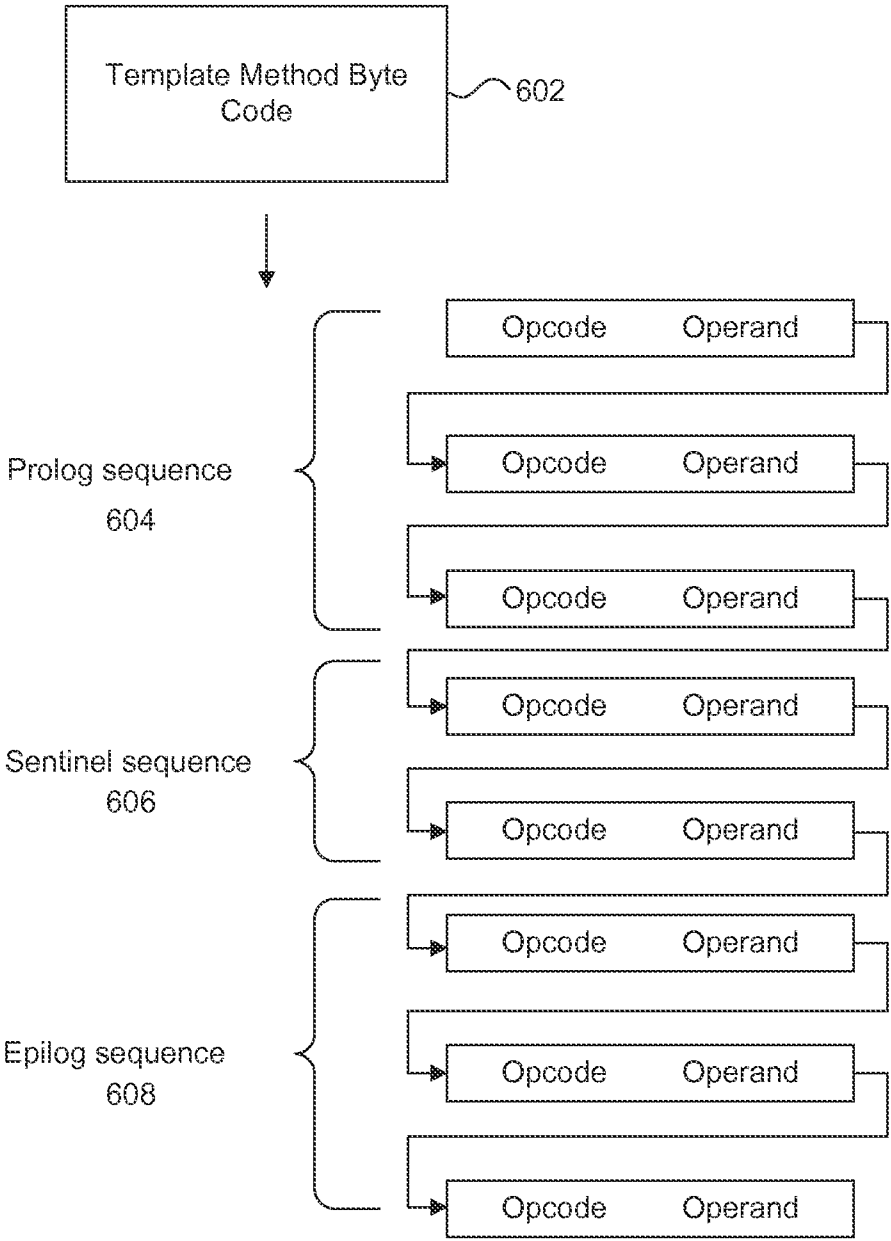 Template Method Byte
Code
602
Opcode Operand
Opcode Operand
Prolog sequence
604
Opcode Operand
Opcode Operand
Sentinel sequence
606
Opcode Operand
Opcode Operand
Epilog sequence
608
Opcode Operand
Opcode Operand